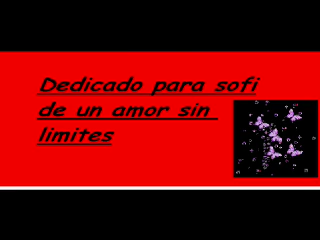 Dedicado para sofi
de un amor sin
limites